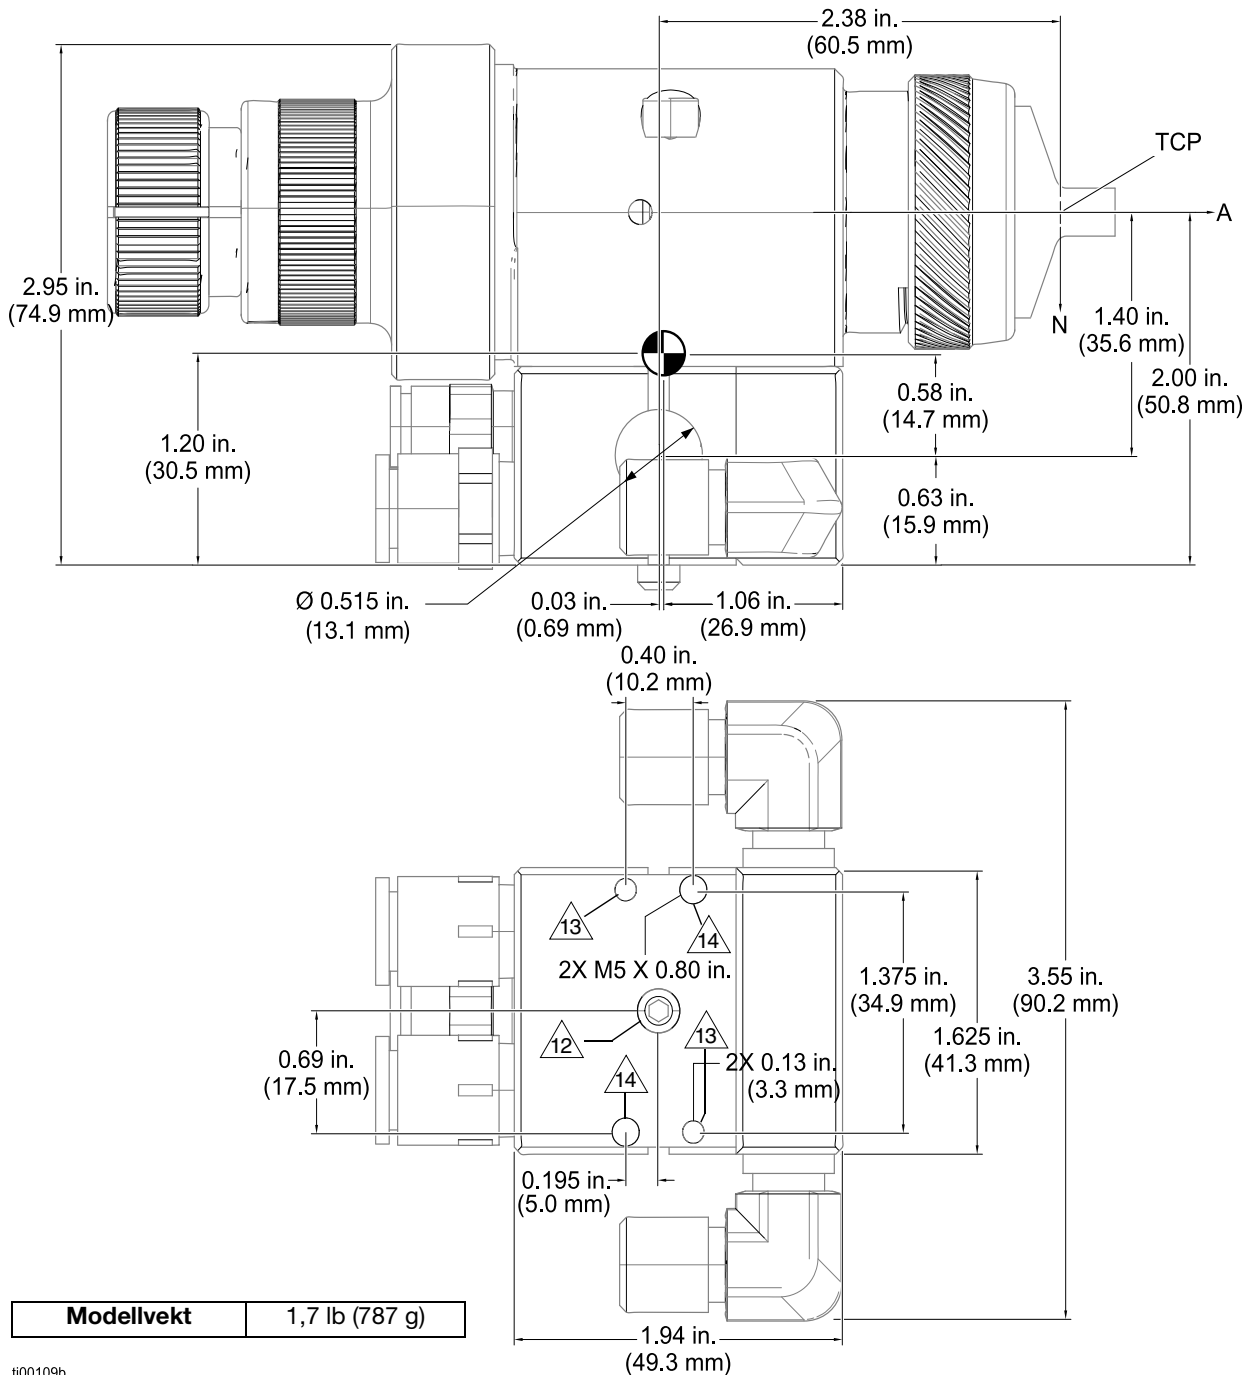 2.38 in.
(60.5 mm)
TCP
A
2.95 in.
(74.9 mm)
N
1.40 in.
(35.6 mm)
2.00 in.
(50.8 mm)
0.58 in.
(14.7 mm)
1.20 in.
(30.5 mm)
0.63 in.
(15.9 mm)
Ø 0.515 in.
(13.1 mm)
0.03 in.
(0.69 mm)
1.06 in.
(26.9 mm)
0.40 in.
(10.2 mm)
13
14
2X M5 X 0.80 in.
1.375 in.
(34.9 mm)
3.55 in.
(90.2 mm)
12
13
1.625 in.
(41.3 mm)
0.69 in.
(17.5 mm)
14
2X 0.13 in.
(3.3 mm)
0.195 in.
(5.0 mm)
Modellvekt 1,7 lb (787 g)
1.94 in.
(49.3 mm)
ti00109b